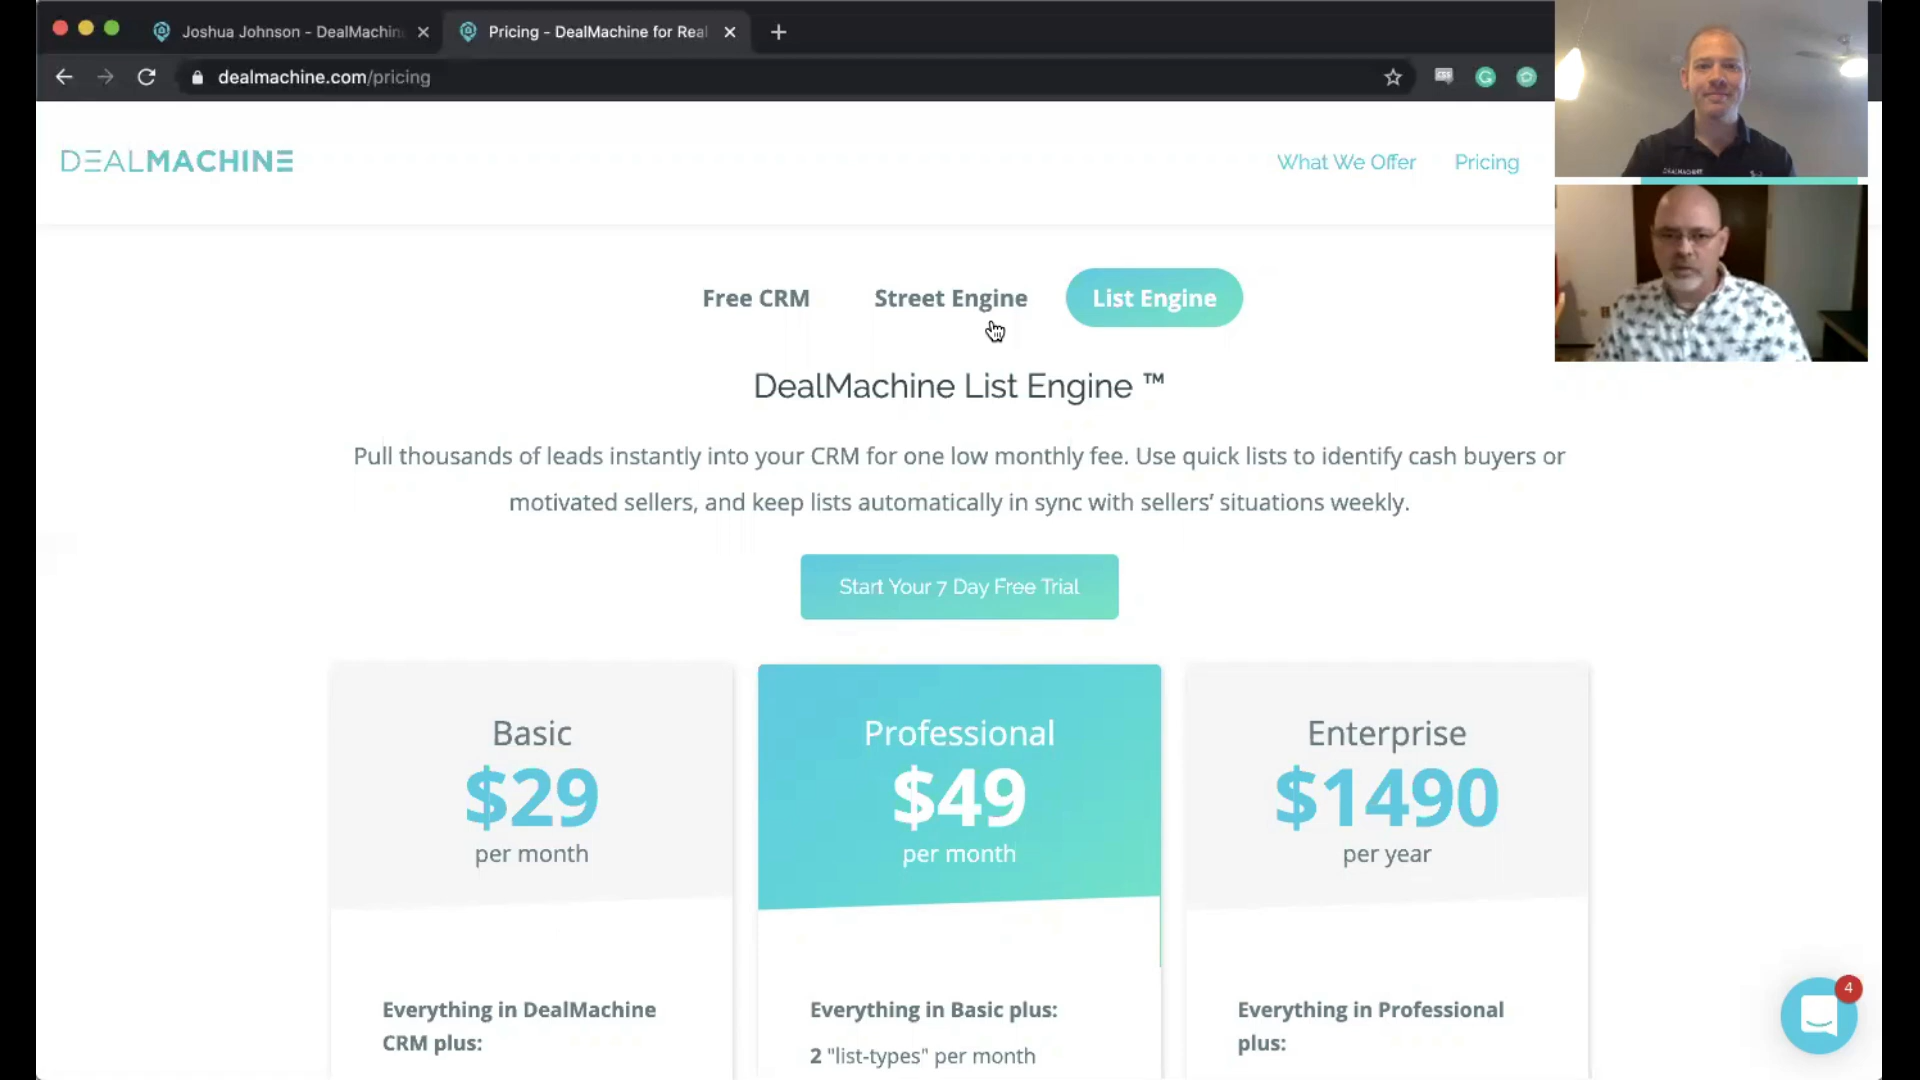 Joshua Johnson - DealMachin
Pricing - DealMachine for Real
dealmachine.com/pricing
DEALMACHINE
What We Offer
Pricing
DEALMACHINE
Free CRM
Street Engine
List Engine
DealMachine List Engine ™
Pull thousands of leads instantly into your CRM for one low monthly fee. Use quick lists to identify cash buyers or
motivated sellers, and keep lists automatically in sync with sellers’ situations weekly.
Start Your 7 Day Free Trial
Basic
$29
per month
Everything in DealMachine
CRM plus:
Professional
$49
per month
Everything in Basic plus:
2 "list-types" per month
Enterprise
$1490
per year
Everything in Professional
plus:
4